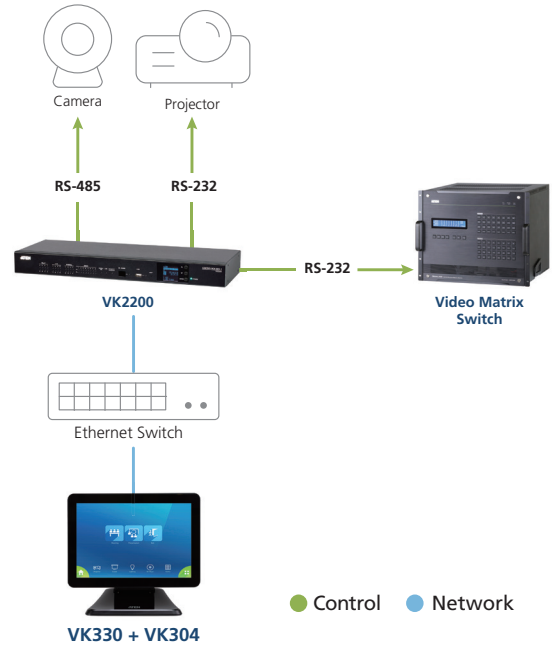 Camera
Projector
RS-485
RS-232
RS-232
VK2200
Video Matrix
Switch
Ethernet Switch
VK330 + VK304
Control
Network